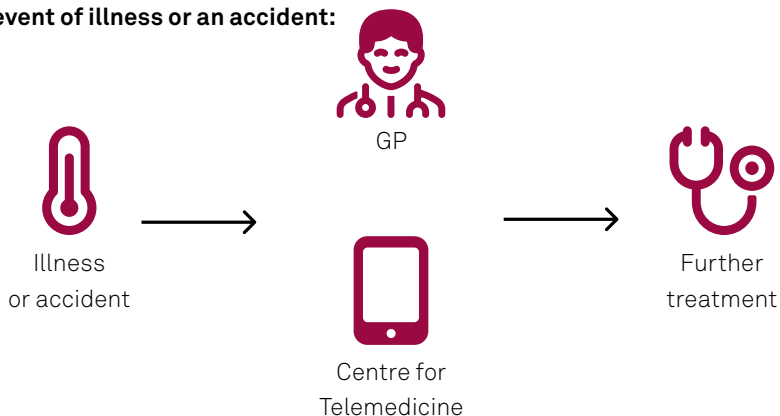 event of illness or an accident:
GP
Illness
or accident
Further
treatment
Centre for
Telemedicine